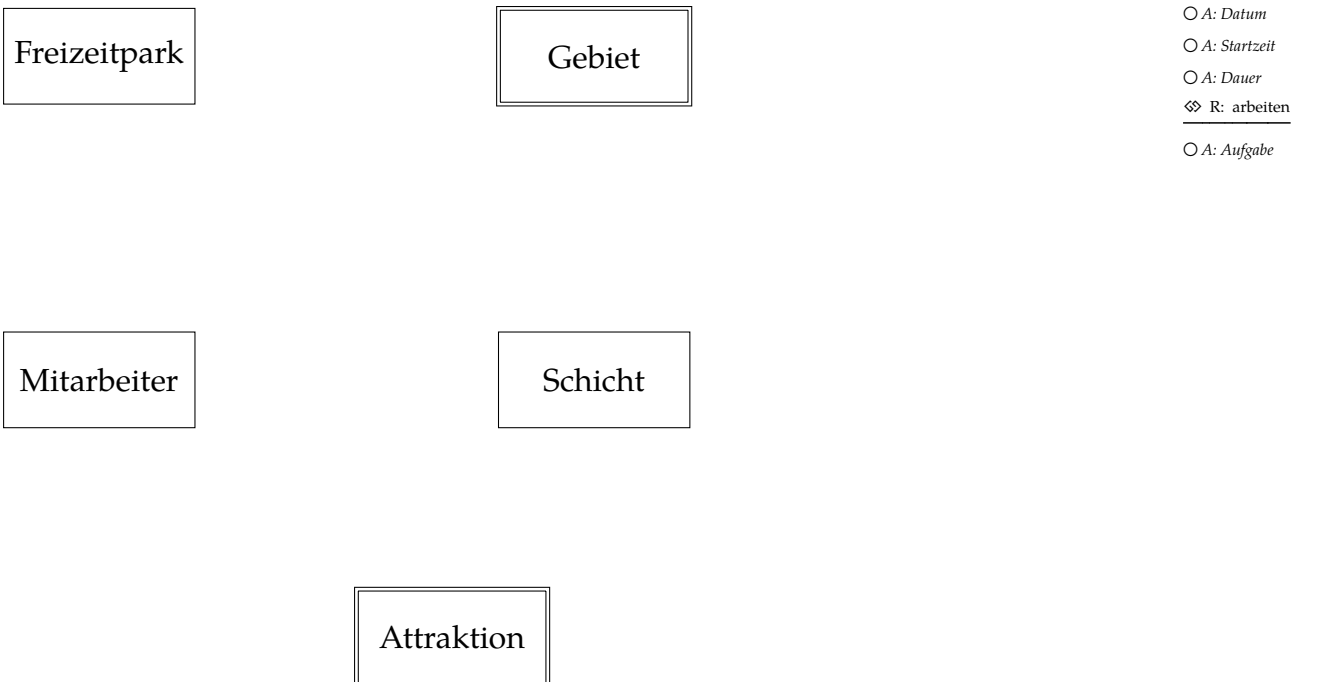 Freizeitpark
Gebiet
A: Datum
A: Startzeit
A: Dauer
R: arbeiten
A: Aufgabe
Mitarbeiter
Schicht
Attraktion